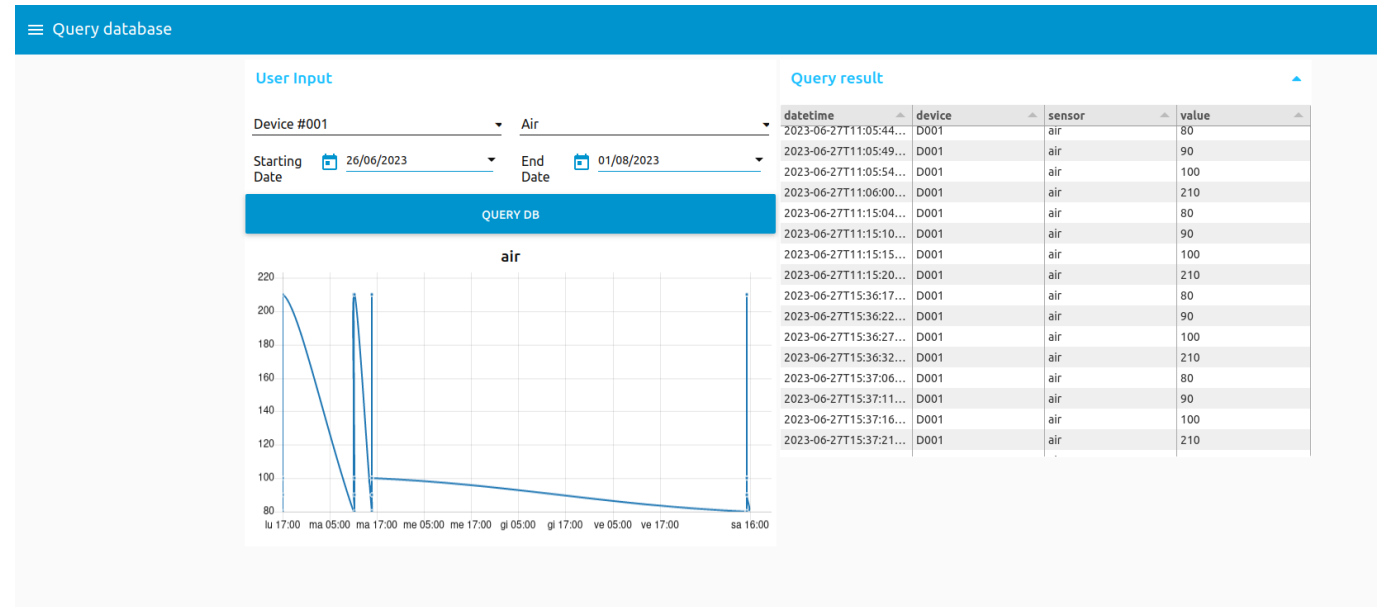 Query database
User Input
Device #001 Air
Starting Date 26/06/2023 End Date 01/08/2023
QUERY DB
air
220
200
180
160
140
120
100
80
lu 17:00 ma 05:00 ma 17:00 me 05:00 me 17:00 gi 05:00 gi 17:00 ve 05:00 ve 17:00 sa 16:00
Query result
datetime device sensor value
2023-06-27T11:05:44... D001 air 80
2023-06-27T11:05:49... D001 air 90
2023-06-27T11:05:54... D001 air 100
2023-06-27T11:06:00... D001 air 210
2023-06-27T11:15:04... D001 air 80
2023-06-27T11:15:10... D001 air 90
2023-06-27T11:15:15... D001 air 100
2023-06-27T11:15:20... D001 air 210
2023-06-27T15:36:17... D001 air 80
2023-06-27T15:36:22... D001 air 90
2023-06-27T15:36:27... D001 air 100
2023-06-27T15:36:32... D001 air 210
2023-06-27T15:37:06... D001 air 80
2023-06-27T15:37:11... D001 air 90
2023-06-27T15:37:16... D001 air 100
2023-06-27T15:37:21... D001 air 210